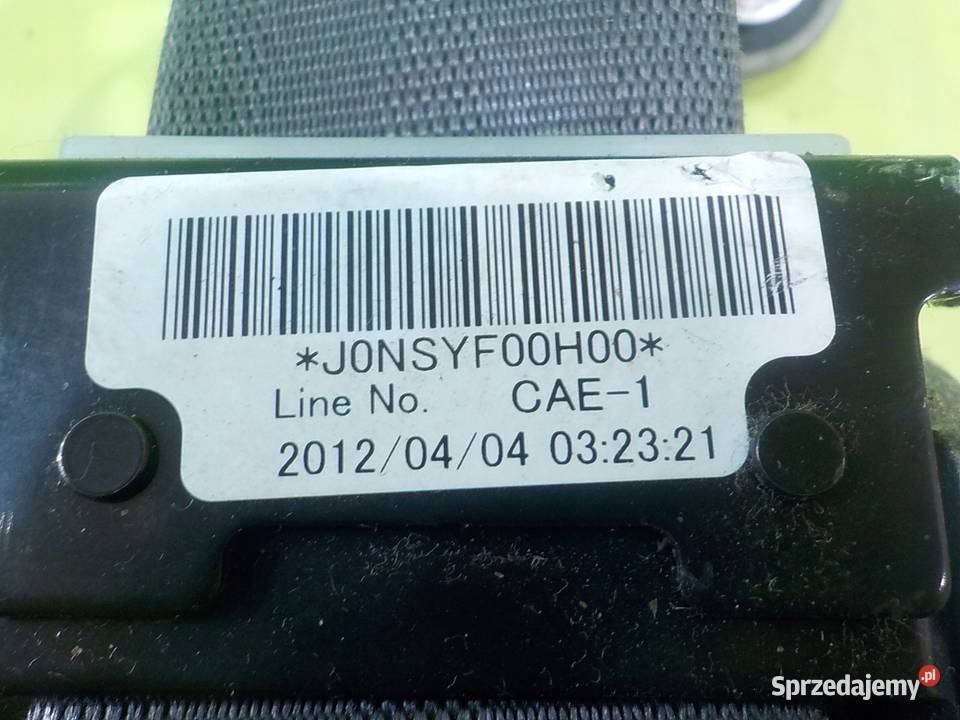 *J0NSYF00H00*
Line No. CAE-1
2012/04/04 03:23:21
Sprzedajemy.pl